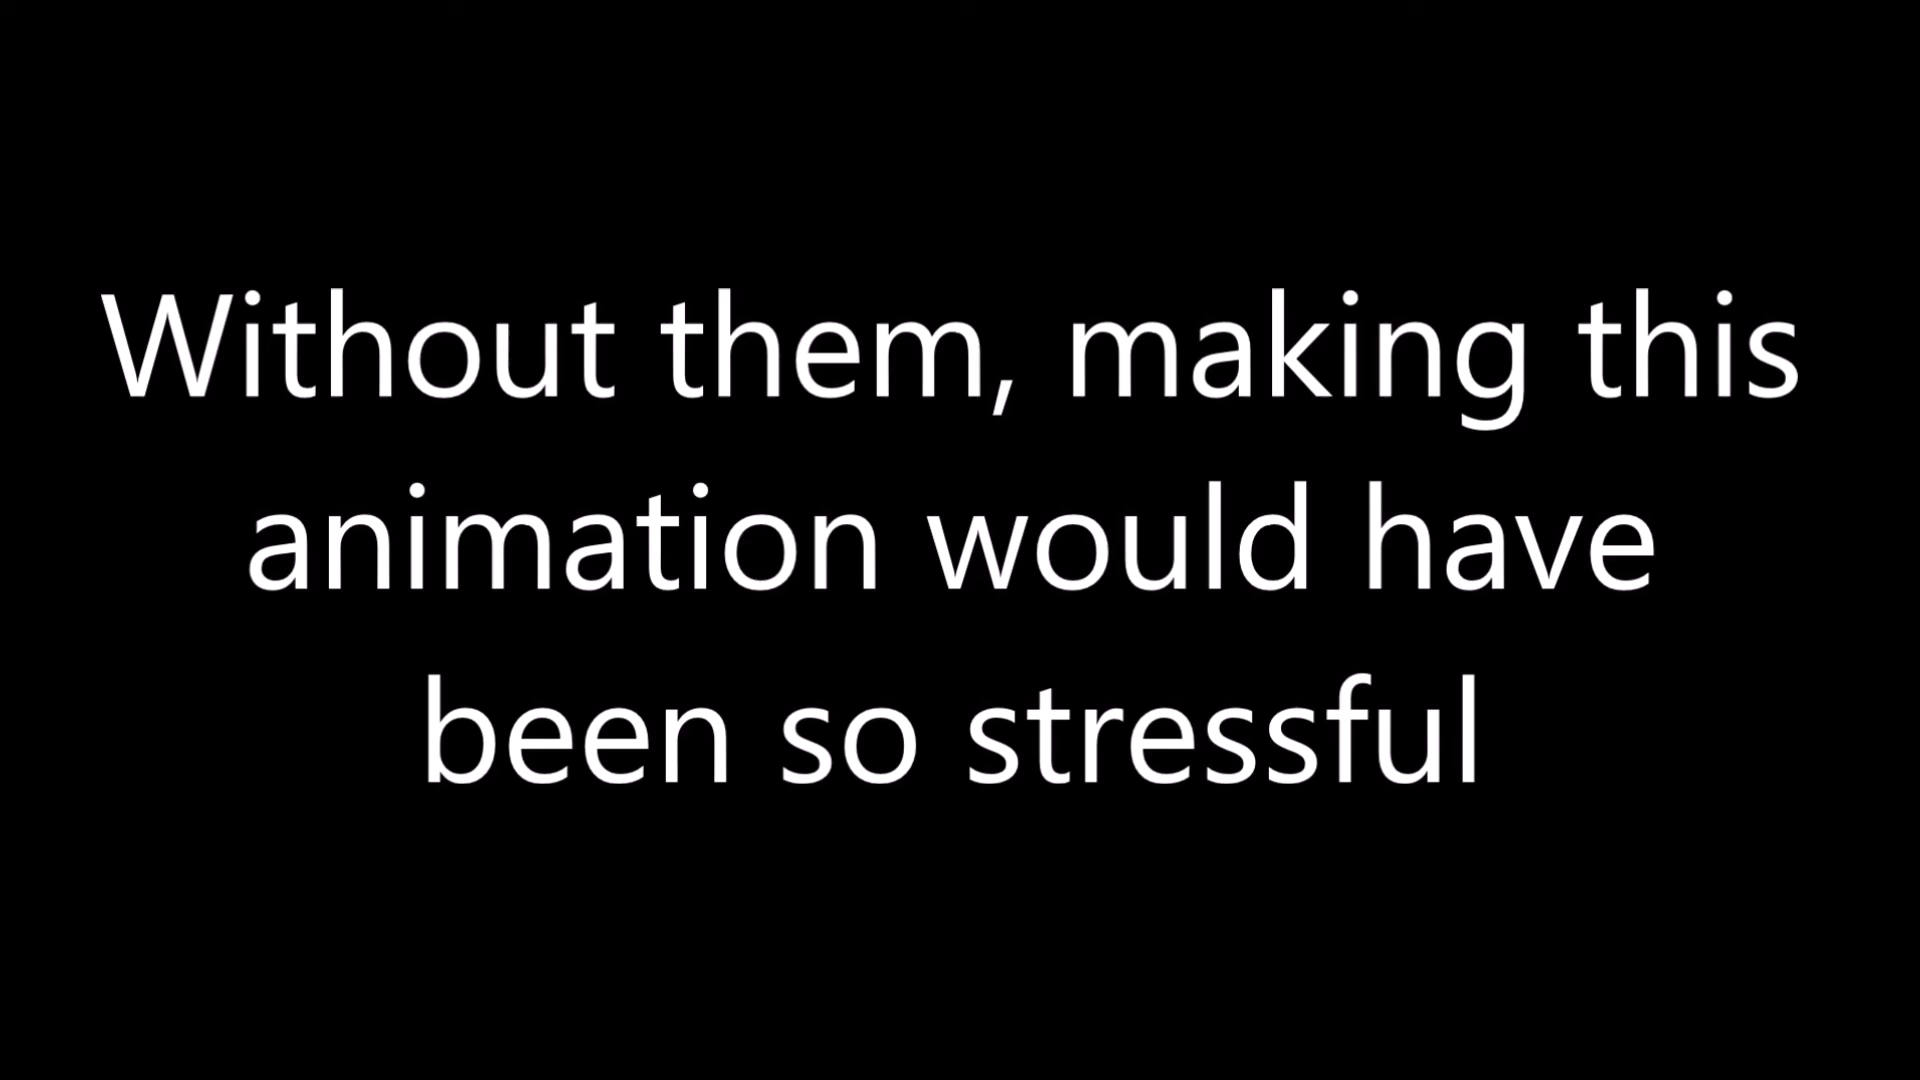 Without them, making this
animation would have
been so stressful